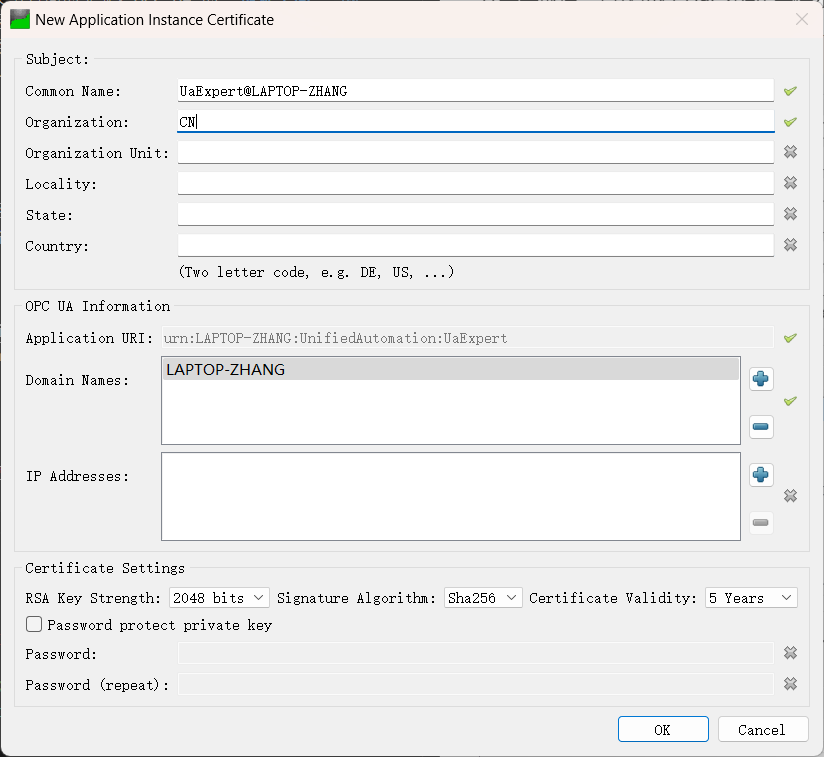 New Application Instance Certificate
Subject:
Common Name: UaExpert@LAPTOP-ZHANG
Organization: CN
Organization Unit:
Locality:
State:
Country:
(Two letter code, e.g. DE, US, ...)
OPC UA Information
Application URI: urn:LAPTOP-ZHANG:UnifiedAutomation:UaExpert
Domain Names: LAPTOP-ZHANG
IP Addresses:
Certificate Settings
RSA Key Strength: 2048 bits Signature Algorithm: Sha256 Certificate Validity: 5 Years
Password protect private key
Password:
Password (repeat):
OK Cancel